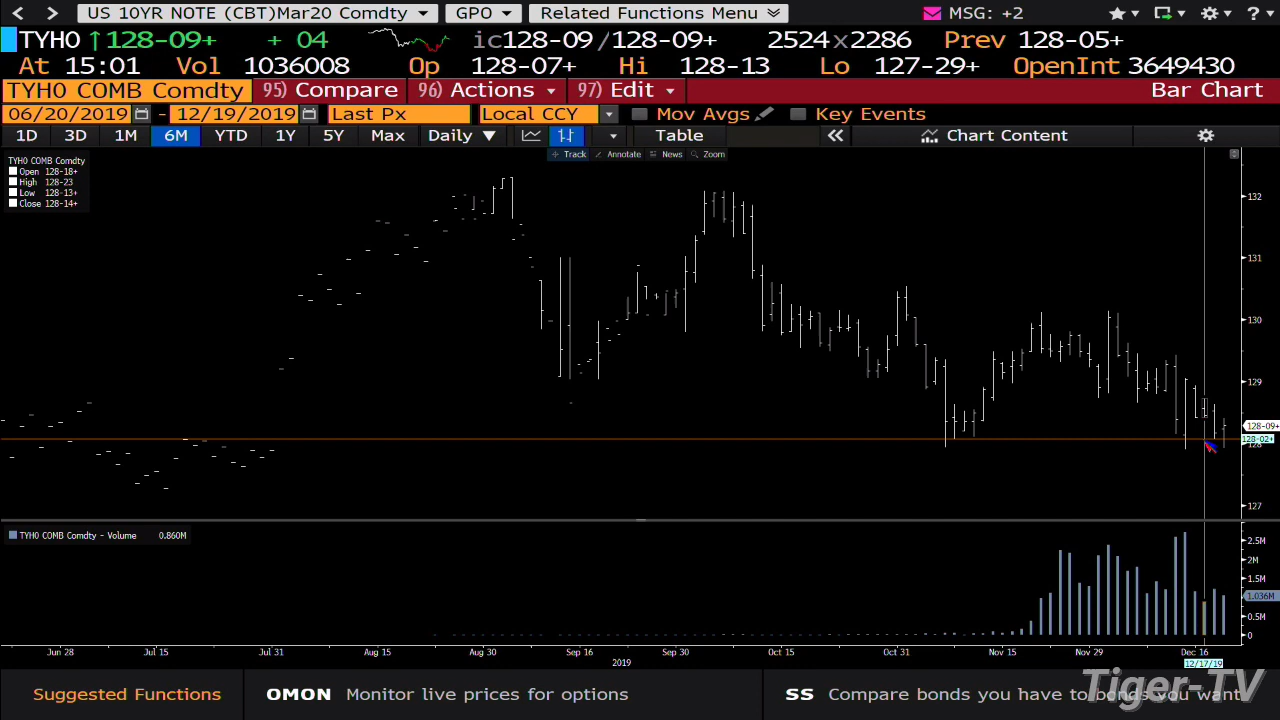 US 10YR NOTE (CBT)Mar20 Comdty GPO Related Functions Menu MSG: +2 ?
TYH0 ↑128-09+ + 04 ic128-09 /128-09+ 2524x2286 Prev 128-05+
At 15:01 Vol 1036008 Op 128-07+ Hi 128-13 Lo 127-29+ OpenInt 3649430
TYH0 COMB Comdty 95) Compare 96) Actions 97) Edit Bar Chart
06/20/2019 - 12/19/2019 Last Px Local CCY Mov Avgs Key Events
1D 3D 1M 6M YTD 1Y 5Y Max Daily ▼ Table Chart Content
Track Annotate News Zoom
TYH0 COMB Comdty
Open 128-18+
High 128-23
Low 128-13+
Close 128-14+
132
131
130
129
128-09+
128-02+
128
127
TYH0 COMB Comdty - Volume 0.860M
2.5M
2M
1.5M
1.036M
0.5M
0
Jun 28 Jul 15 Jul 31 Aug 15 Aug 30 Sep 16 Sep 30 Oct 15 Oct 31 Nov 15 Nov 29 Dec 16
2019 12/17/19
Suggested Functions OMON Monitor live prices for options SS Compare bonds you have to bonds you want
Tiger-TV